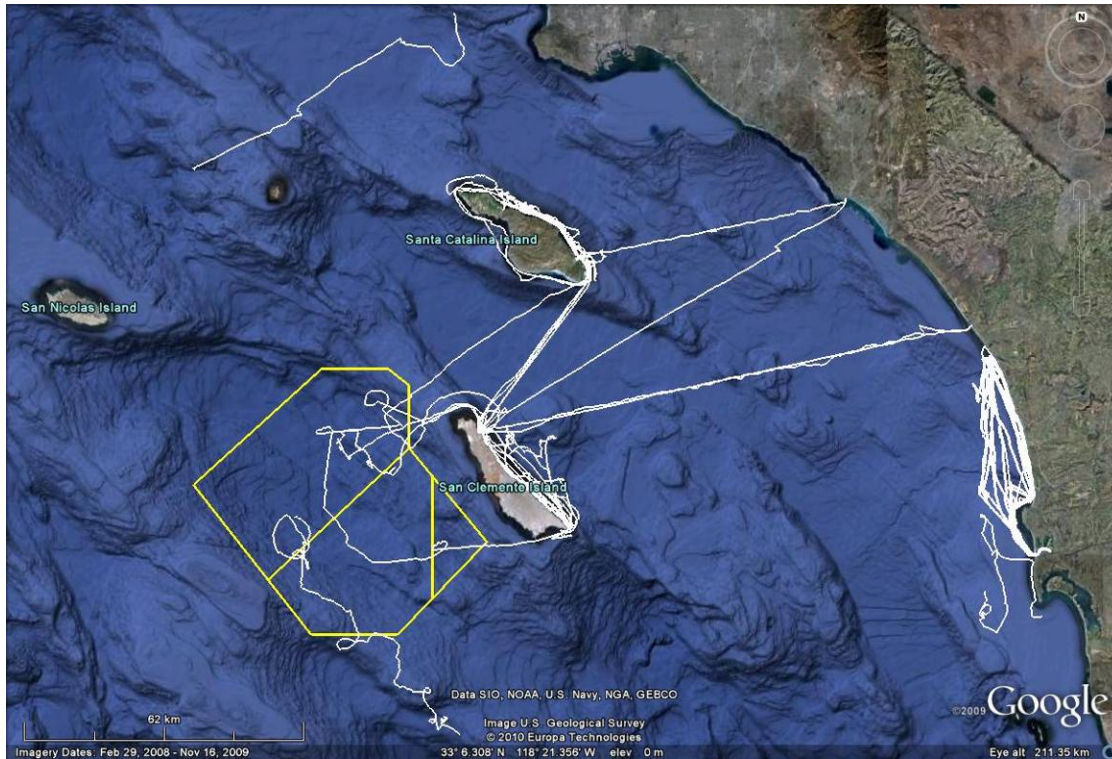 N
Santa Catalina Island
San Nicolas Island
San Clemente Island
Data SIO, NOAA, U.S. Navy, NGA, GEBCO
©2009 Google
62 km
Image U.S. Geological Survey
© 2010 Europa Technologies
Imagery Dates: Feb 29, 2008 - Nov 16, 2009 33° 6.308' N 118° 21.356' W elev 0 m Eye alt 211.35 km